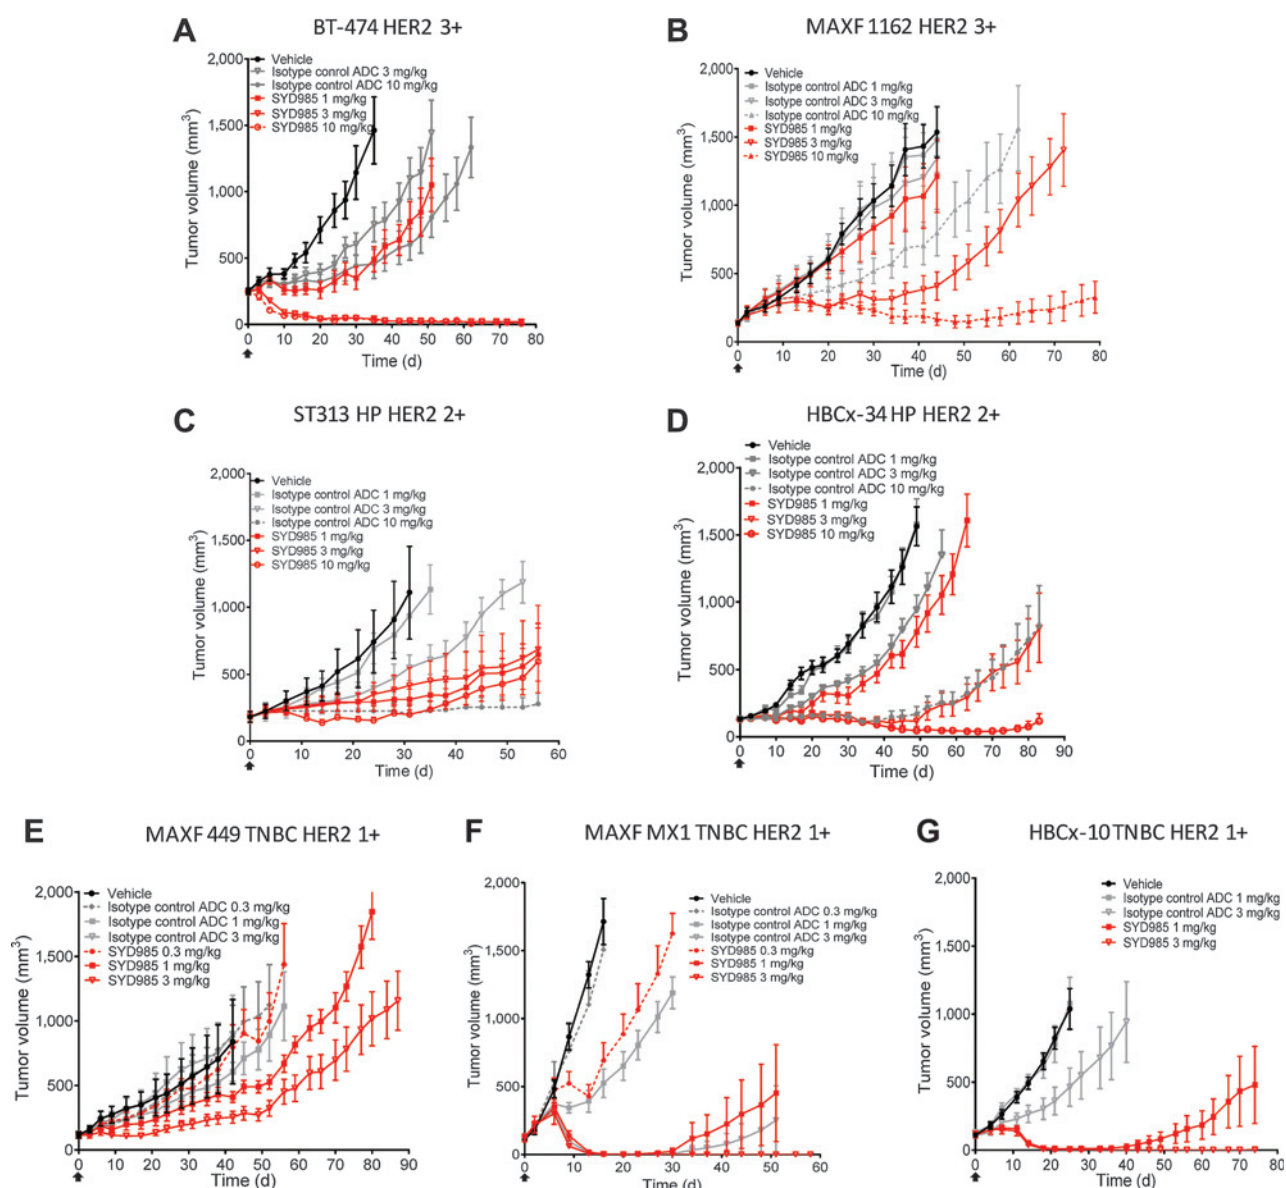 A
BT-474 HER2 3+
2,000
1,500
1,000
500
0
Tumor volume (mm3)
Vehicle
Isotype conrol ADC 3 mg/kg
Isotype control ADC 10 mg/kg
SYD985 1 mg/kg
SYD985 3 mg/kg
SYD985 10 mg/kg
0 10 20 30 40 50 60 70 80
Time (d)
B
MAXF 1162 HER2 3+
2,000
1,500
1,000
500
0
Tumor volume (mm3)
Vehicle
Isotype control ADC 1 mg/kg
Isotype control ADC 3 mg/kg
Isotype control ADC 10 mg/kg
SYD985 1 mg/kg
SYD985 3 mg/kg
SYD985 10 mg/kg
0 10 20 30 40 50 60 70 80
Time (d)
C
ST313 HP HER2 2+
2,000
1,500
1,000
500
0
Tumor volume (mm3)
Vehicle
Isotype control ADC 1 mg/kg
Isotype control ADC 3 mg/kg
Isotype control ADC 10 mg/kg
SYD985 1 mg/kg
SYD985 3 mg/kg
SYD985 10 mg/kg
0 10 20 30 40 50 60
Time (d)
D
HBCx-34 HP HER2 2+
2,000
1,500
1,000
500
0
Tumor volume (mm3)
Vehicle
Isotype control ADC 1 mg/kg
Isotype control ADC 3 mg/kg
Isotype control ADC 10 mg/kg
SYD985 1 mg/kg
SYD985 3 mg/kg
SYD985 10 mg/kg
0 10 20 30 40 50 60 70 80 90
Time (d)
E
MAXF 449 TNBC HER2 1+
2,000
1,500
1,000
500
0
Tumor volume (mm3)
Vehicle
Isotype control ADC 0.3 mg/kg
Isotype control ADC 1 mg/kg
Isotype control ADC 3 mg/kg
SYD985 0.3 mg/kg
SYD985 1 mg/kg
SYD985 3 mg/kg
0 10 20 30 40 50 60 70 80 90
Time (d)
F
MAXF MX1 TNBC HER2 1+
2,000
1,500
1,000
500
0
Tumor volume (mm3)
Vehicle
Isotype control ADC 0.3 mg/kg
Isotype control ADC 1 mg/kg
Isotype control ADC 3 mg/kg
SYD985 0.3 mg/kg
SYD985 1 mg/kg
SYD985 3 mg/kg
0 10 20 30 40 50 60
Time (d)
G
HBCx-10 TNBC HER2 1+
2,000
1,500
1,000
500
0
Tumor volume (mm3)
Vehicle
Isotype control ADC 1 mg/kg
Isotype control ADC 3 mg/kg
SYD985 1 mg/kg
SYD985 3 mg/kg
0 10 20 30 40 50 60 70 80
Time (d)